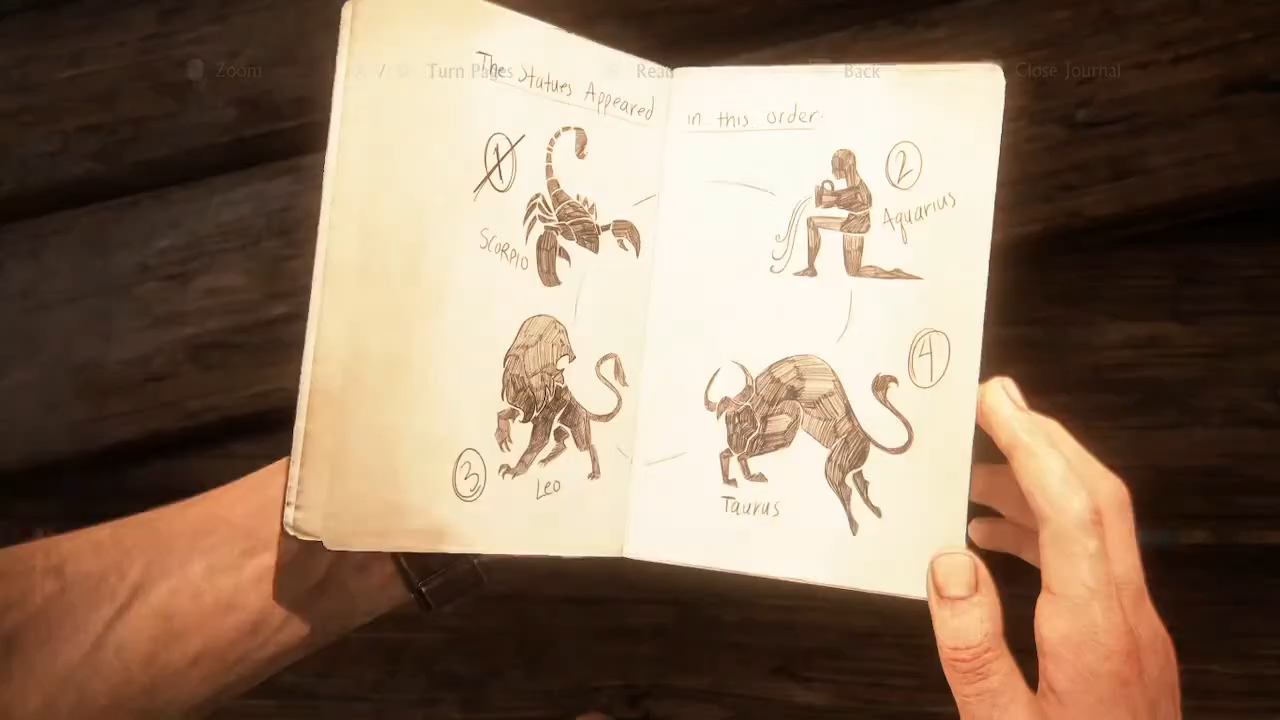 Zoom
/
Turn Pages
Read
Back
Close Journal
The Statues Appeared
in this order.
1
SCORPIO
2
Aquarius
3
Leo
4
Taurus